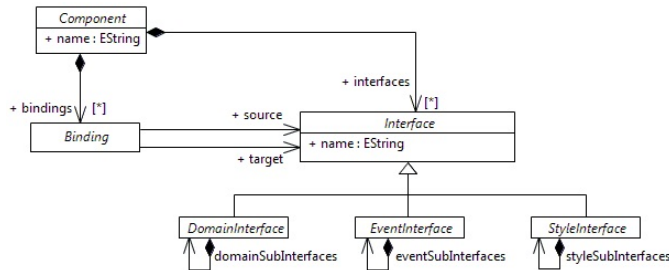 Component
+ name : EString
+ interfaces
+ bindings [*]
[*]
+ source
Binding
Interface
+ name : EString
+ target
DomainInterface
EventInterface
StyleInterface
domainSubInterfaces
eventSubInterfaces
styleSubInterfaces